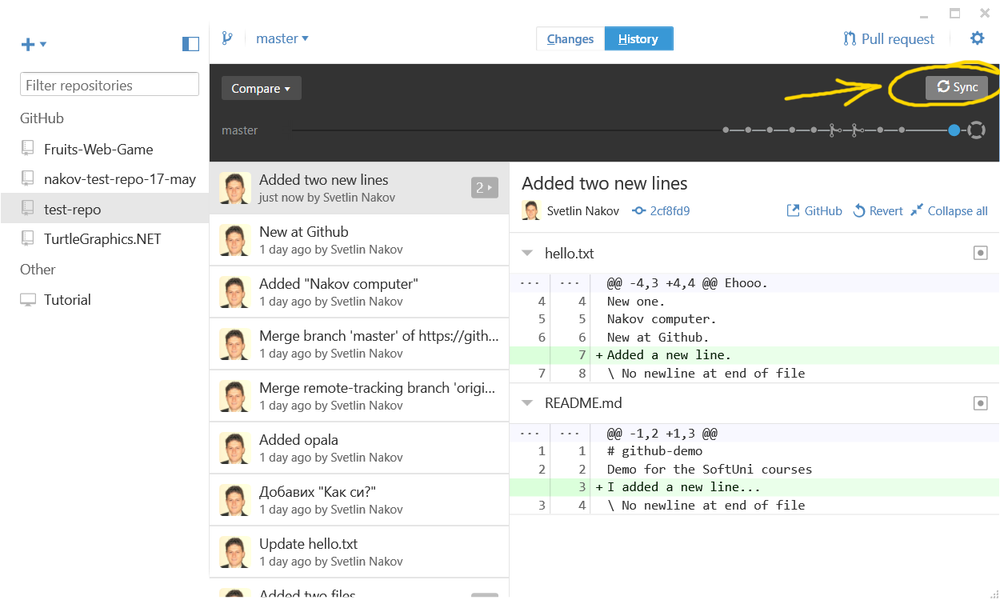 master
Changes
History
Pull request
Filter repositories
GitHub
Fruits-Web-Game
nakov-test-repo-17-may
test-repo
TurtleGraphics.NET
Other
Tutorial
Compare
Sync
master
Added two new lines
just now by Svetlin Nakov
2
New at Github
1 day ago by Svetlin Nakov
Added "Nakov computer"
1 day ago by Svetlin Nakov
Merge branch 'master' of https://gith...
1 day ago by Svetlin Nakov
Merge remote-tracking branch 'origi...
1 day ago by Svetlin Nakov
Added opala
1 day ago by Svetlin Nakov
Добавих "Как си?"
1 day ago by Svetlin Nakov
Update hello.txt
1 day ago by Svetlin Nakov
Added two files
Added two new lines
Svetlin Nakov 2cf8fd9 GitHub Revert Collapse all
hello.txt
... ... @@ -4,3 +4,4 @@ Ehooo.
4 4 New one.
5 5 Nakov computer.
6 6 New at Github.
7 + Added a new line.
7 8 \ No newline at end of file
README.md
... ... @@ -1,2 +1,3 @@
1 1 # github-demo
2 2 Demo for the SoftUni courses
3 + I added a new line...
3 4 \ No newline at end of file